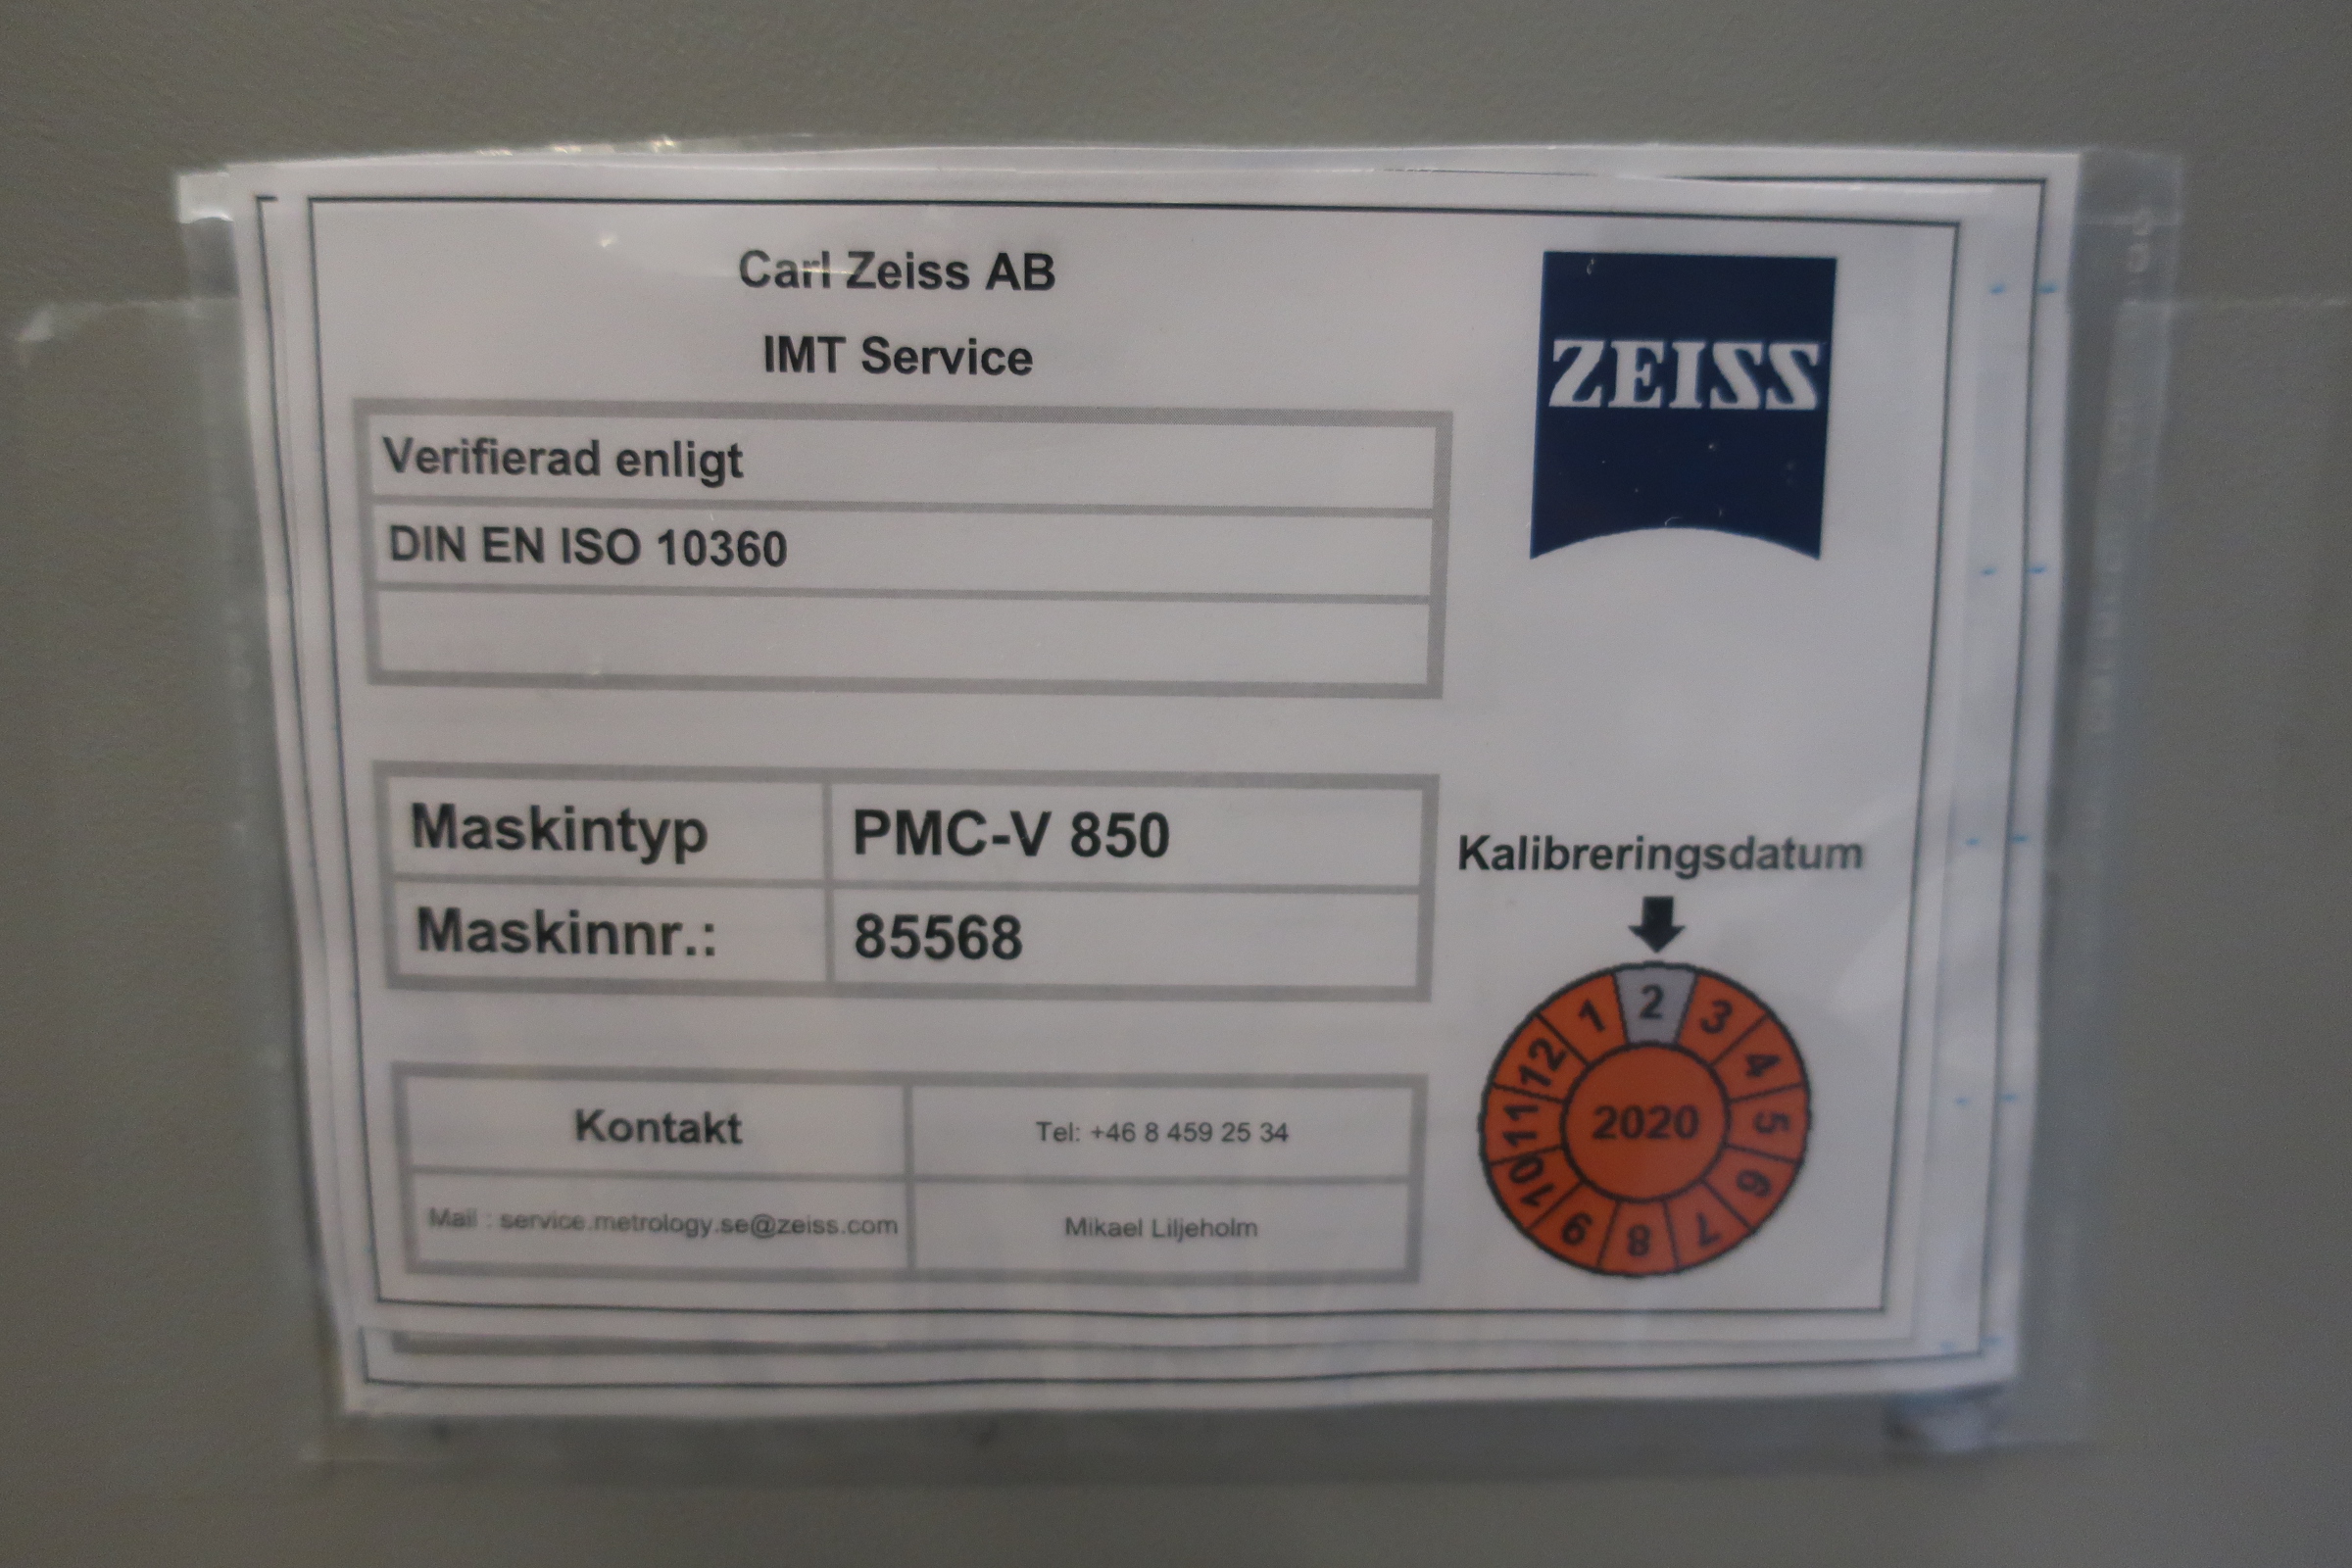 Carl Zeiss AB
IMT Service
ZEISS
Verifierad enligt
DIN EN ISO 10360
Maskintyp PMC-V 850
Maskinnr.: 85568
Kalibreringsdatum
1 2 3 4 5 6 7 8 9 10 11 12
2020
Kontakt Tel: +46 8 459 25 34
Mail : service.metrology.se@zeiss.com Mikael Liljeholm